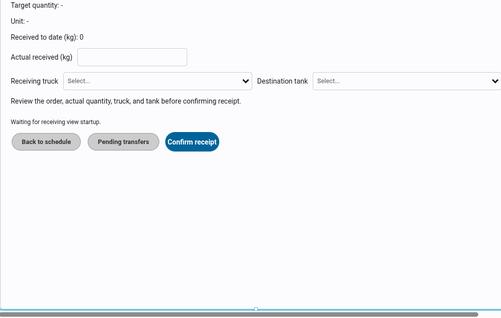 Target quantity: -
Unit: -
Received to date (kg): 0
Actual received (kg)
Receiving truck Select... Destination tank Select...
Review the order, actual quantity, truck, and tank before confirming receipt.
Waiting for receiving view startup.
Back to schedule Pending transfers Confirm receipt